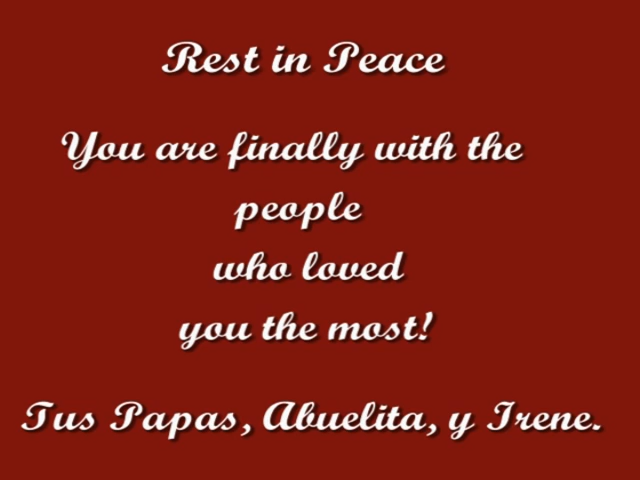 Rest in Peace
You are finally with the
people
who loved
you the most!
Tus Papas, Abuelita, y Irene.